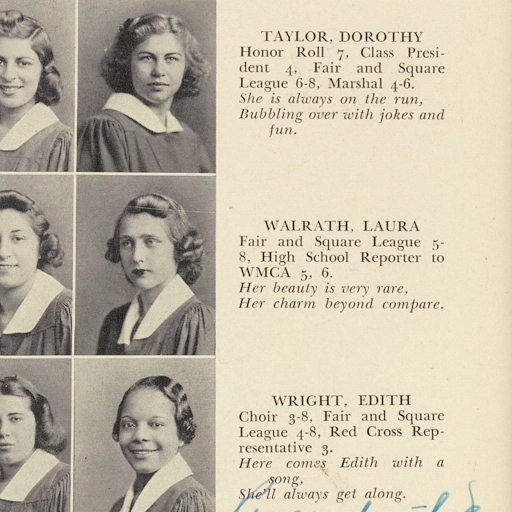 TAYLOR, DOROTHY
Honor Roll 7, Class Presi-
dent 4, Fair and Square
League 6-8, Marshal 4-6.
She is always on the run,
Bubbling over with jokes and
fun.
WALRATH, LAURA
Fair and Square League 5-
8, High School Reporter to
WMCA 5, 6.
Her beauty is very rare,
Her charm beyond compare.
WRIGHT, EDITH
Choir 3-8, Fair and Square
League 4-8, Red Cross Rep-
resentative 3.
Here comes Edith with a
song,
She'll always get along.